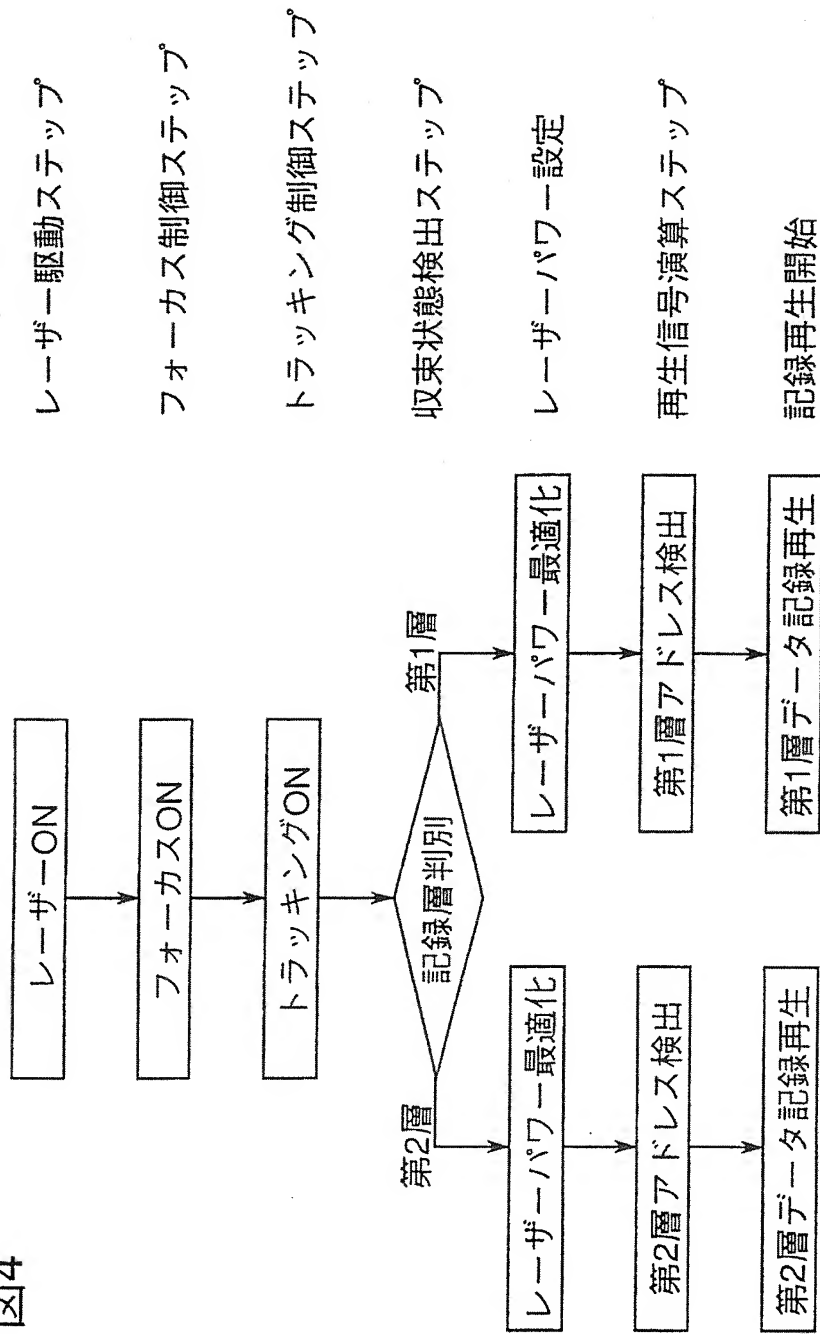 図4
レーザーON
レーザー駆動ステップ
フォーカスON
フォーカス制御ステップ
トラッキングON
トラッキング制御ステップ
第2層
記録層判別
第1層
収束状態検出ステップ
レーザーパワー最適化
レーザーパワー最適化
レーザーパワー設定
第2層アドレス検出
第1層アドレス検出
再生信号演算ステップ
第2層データ記録再生
第1層データ記録再生
記録再生開始